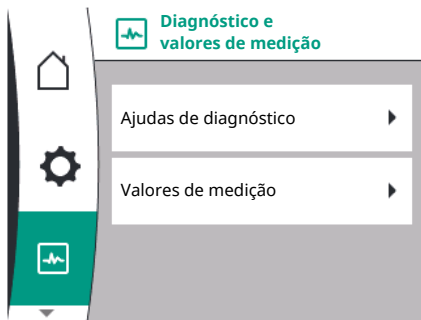 Diagnóstico e
valores de medição
Ajudas de diagnóstico
Valores de medição